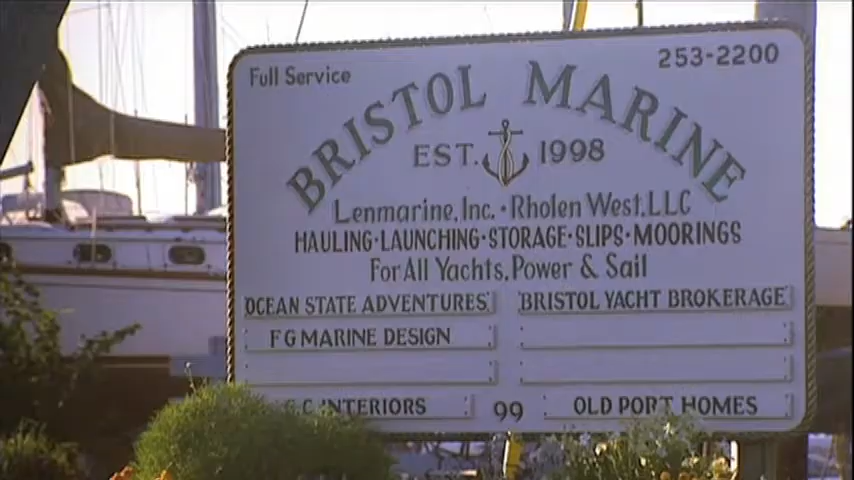 Full Service
253-2200
BRISTOL MARINE
EST. 1998
Lenmarine, Inc. • Rholen West, LLC
HAULING • LAUNCHING • STORAGE • SLIPS • MOORINGS
For All Yachts, Power & Sail
OCEAN STATE ADVENTURES
BRISTOL YACHT BROKERAGE
F G MARINE DESIGN
INTERIORS
99
OLD PORT HOMES